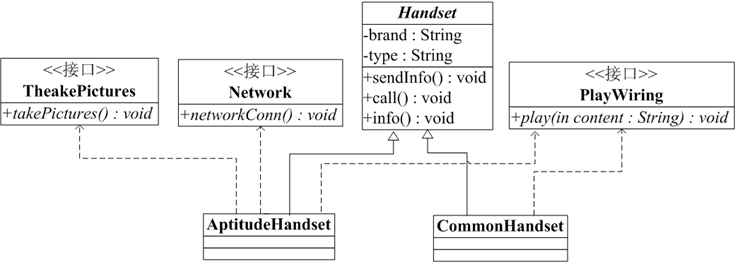 Handset
-brand : String
-type : String
+sendInfo() : void
+call() : void
+info() : void
<<接口>>
TheakePictures
+takePictures() : void
<<接口>>
Network
+networkConn() : void
<<接口>>
PlayWiring
+play(in content : String) : void
AptitudeHandset
CommonHandset